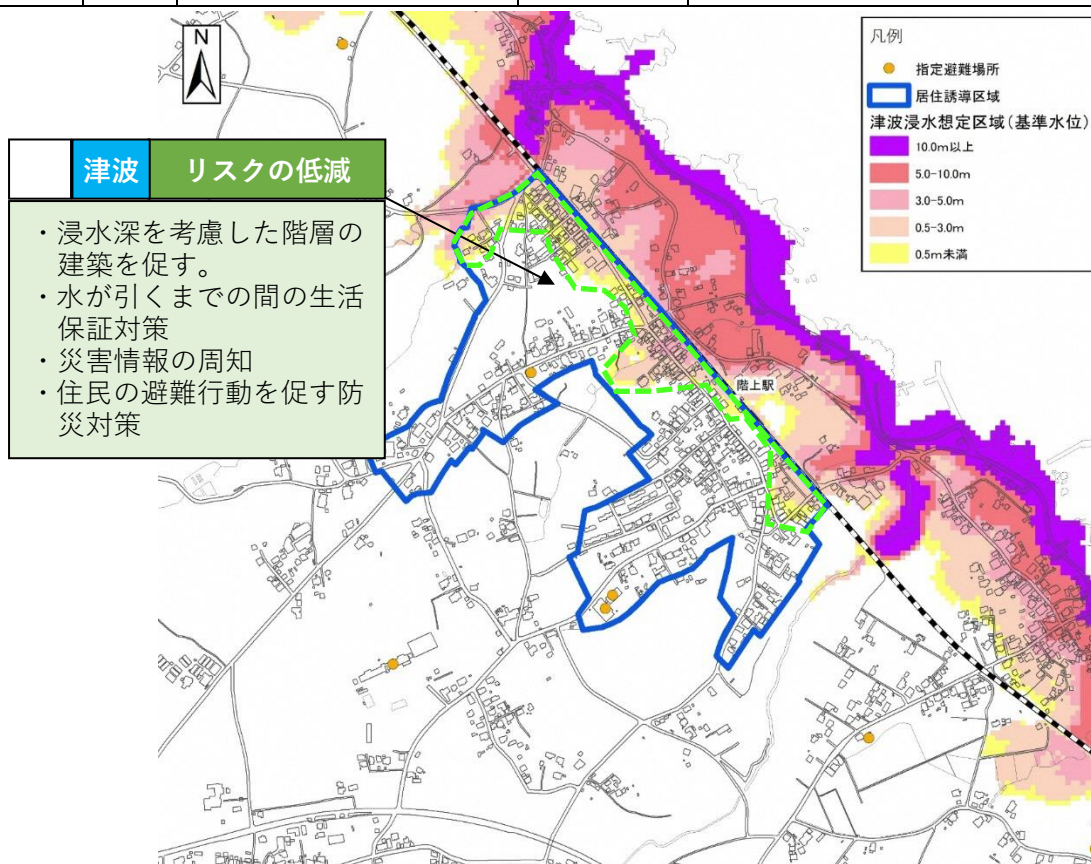 N
凡例
指定避難場所
居住誘導区域
津波浸水想定区域(基準水位)
10.0m以上
5.0-10.0m
3.0-5.0m
0.5-3.0m
0.5m未満
津波 リスクの低減
・浸水深を考慮した階層の
建築を促す。
・水が引くまでの間の生活
保証対策
・災害情報の周知
・住民の避難行動を促す防
災対策
階上駅